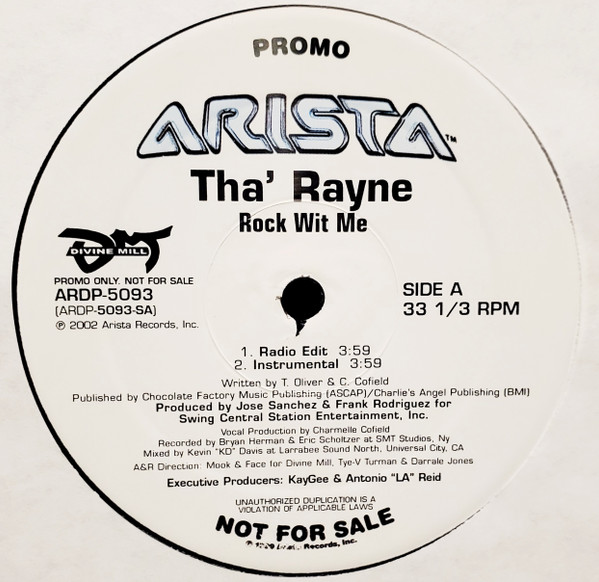 PROMO
ARISTA™
Tha' Rayne
Rock Wit Me
DMT
DIVINE MILL
PROMO ONLY. NOT FOR SALE
ARDP-5093
(ARDP-5093-SA)
℗ 2002 Arista Records, Inc.
SIDE A
33 1/3 RPM
1. Radio Edit 3:59
2. Instrumental 3:59
Written by T. Oliver & C. Cofield
Published by Chocolate Factory Music Publishing (ASCAP)/Charlie's Angel Publishing (BMI)
Produced by Jose Sanchez & Frank Rodriguez for
Swing Central Station Entertainment, Inc.
Vocal Production by Charmelle Cofield
Recorded by Bryan Herman & Eric Scholtzer at SMT Studios, Ny
Mixed by Kevin "KD" Davis at Larrabee Sound North, Universal City, CA
A&R Direction: Mook & Face for Divine Mill, Tye-V Turman & Darrale Jones
Executive Producers: KayGee & Antonio "LA" Reid
UNAUTHORIZED DUPLICATION IS A
VIOLATION OF APPLICABLE LAWS
NOT FOR SALE
Records, Inc.